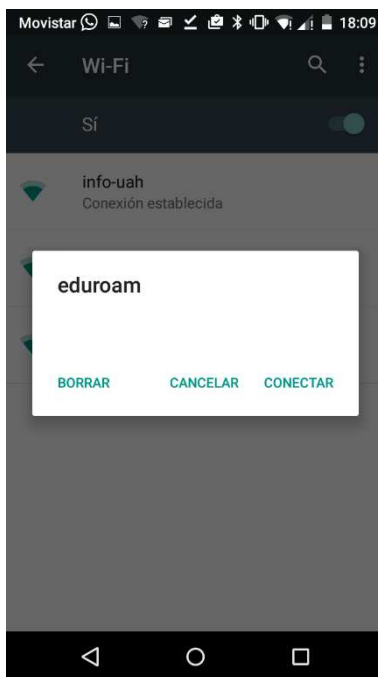 Movistar 18:09
Wi-Fi
Sí
info-uah
Conexión establecida
eduroam
BORRAR CANCELAR CONECTAR